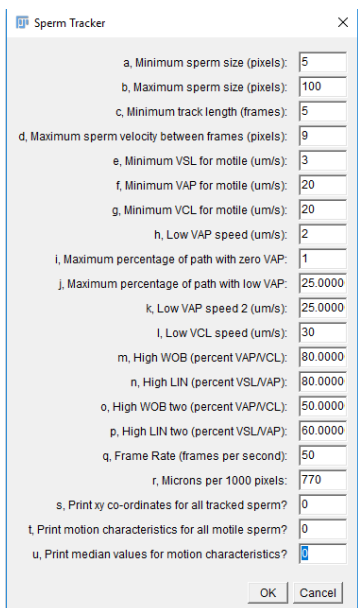 Sperm Tracker
a, Minimum sperm size (pixels): 5
b, Maximum sperm size (pixels): 100
c, Minimum track length (frames): 5
d, Maximum sperm velocity between frames (pixels): 9
e, Minimum VSL for motile (um/s): 3
f, Minimum VAP for motile (um/s): 20
g, Minimum VCL for motile (um/s): 20
h, Low VAP speed (um/s): 2
i, Maximum percentage of path with zero VAP: 1
j, Maximum percentage of path with low VAP: 25.0000
k, Low VAP speed 2 (um/s): 25.0000
l, Low VCL speed (um/s): 30
m, High WOB (percent VAP/VCL): 80.0000
n, High LIN (percent VSL/VAP): 80.0000
o, High WOB two (percent VAP/VCL): 50.0000
p, High LIN two (percent VSL/VAP): 60.0000
q, Frame Rate (frames per second): 50
r, Microns per 1000 pixels: 770
s, Print xy co-ordinates for all tracked sperm? 0
t, Print motion characteristics for all motile sperm? 0
u, Print median values for motion characteristics? 0
OK Cancel